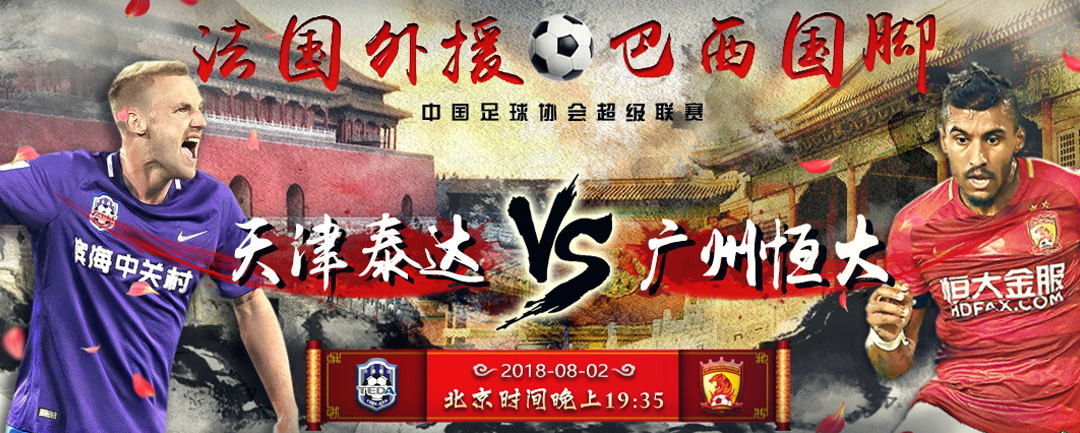 法国外援 巴西国脚
中国足球协会超级联赛
天津泰达 VS 广州恒大
滨海中关村
恒大金服
HDFAX.COM
2018-08-02
北京时间晚上19:35
TEDA